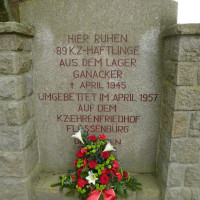 HIER RUHEN
89 KZ-HÄFTLINGE
AUS DEM LAGER
GANACKER
† APRIL 1945
UMGEBETTET IM APRIL 1957
AUF DEM
KZ-EHRENFRIEDHOF
FLOSSENBÜRG